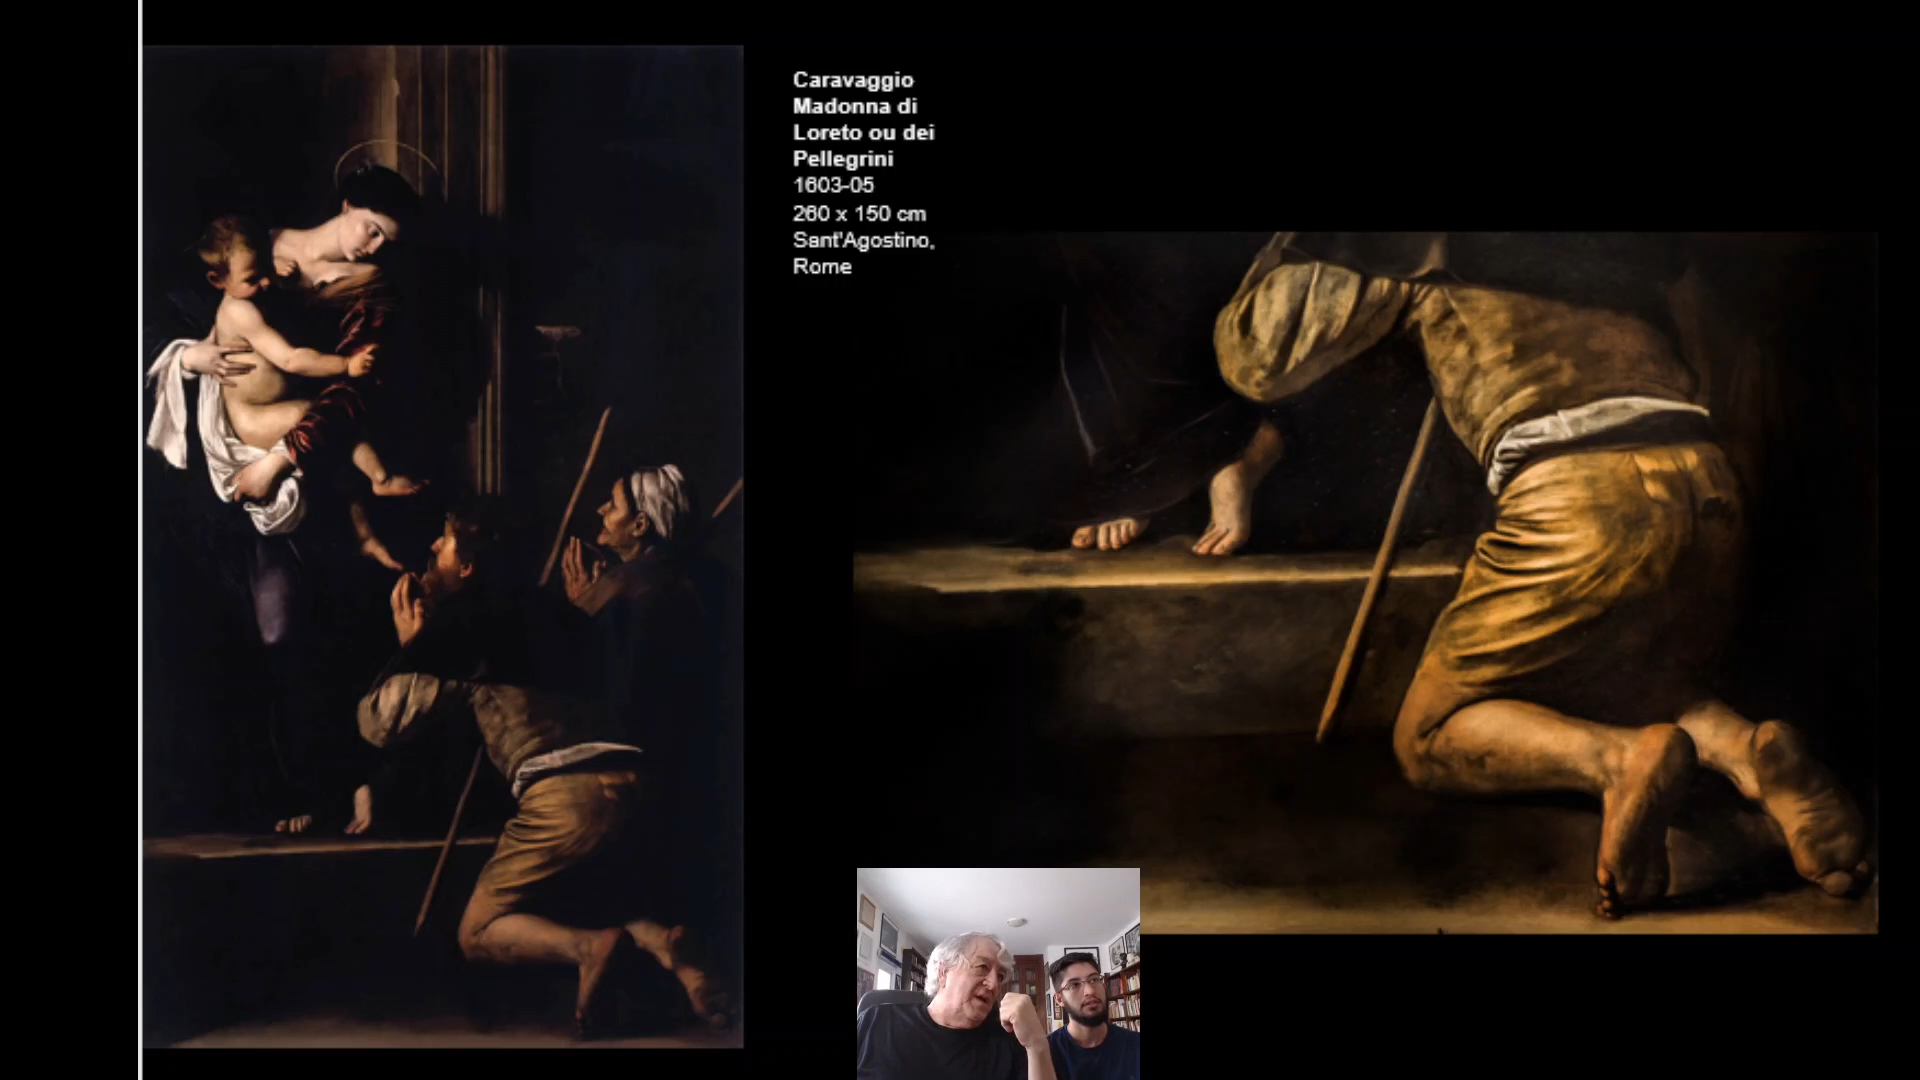 Caravaggio
Madonna di
Loreto ou dei
Pellegrini
1603-05
260 x 150 cm
Sant'Agostino,
Rome